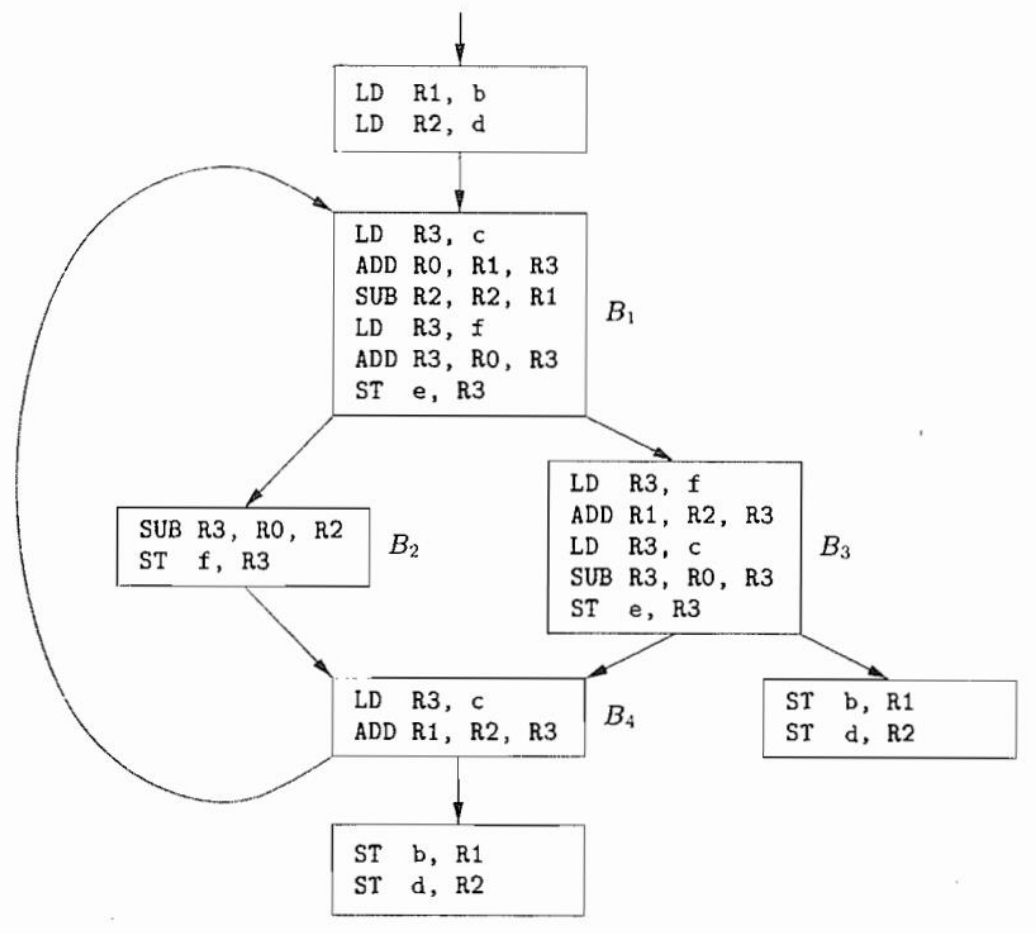 LD R1, b
LD R2, d
LD R3, c
ADD R0, R1, R3
SUB R2, R2, R1
LD R3, f
ADD R3, R0, R3
ST e, R3
B₁
SUB R3, R0, R2
ST f, R3
B₂
LD R3, f
ADD R1, R2, R3
LD R3, c
SUB R3, R0, R3
ST e, R3
B₃
LD R3, c
ADD R1, R2, R3
B₄
ST b, R1
ST d, R2
ST b, R1
ST d, R2